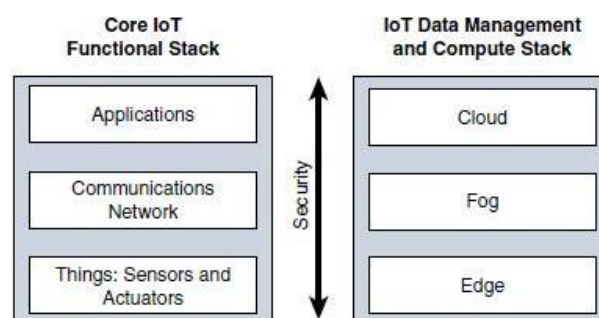 Core IoT
Functional Stack
Applications
Communications
Network
Things: Sensors and
Actuators
Security
IoT Data Management
and Compute Stack
Cloud
Fog
Edge